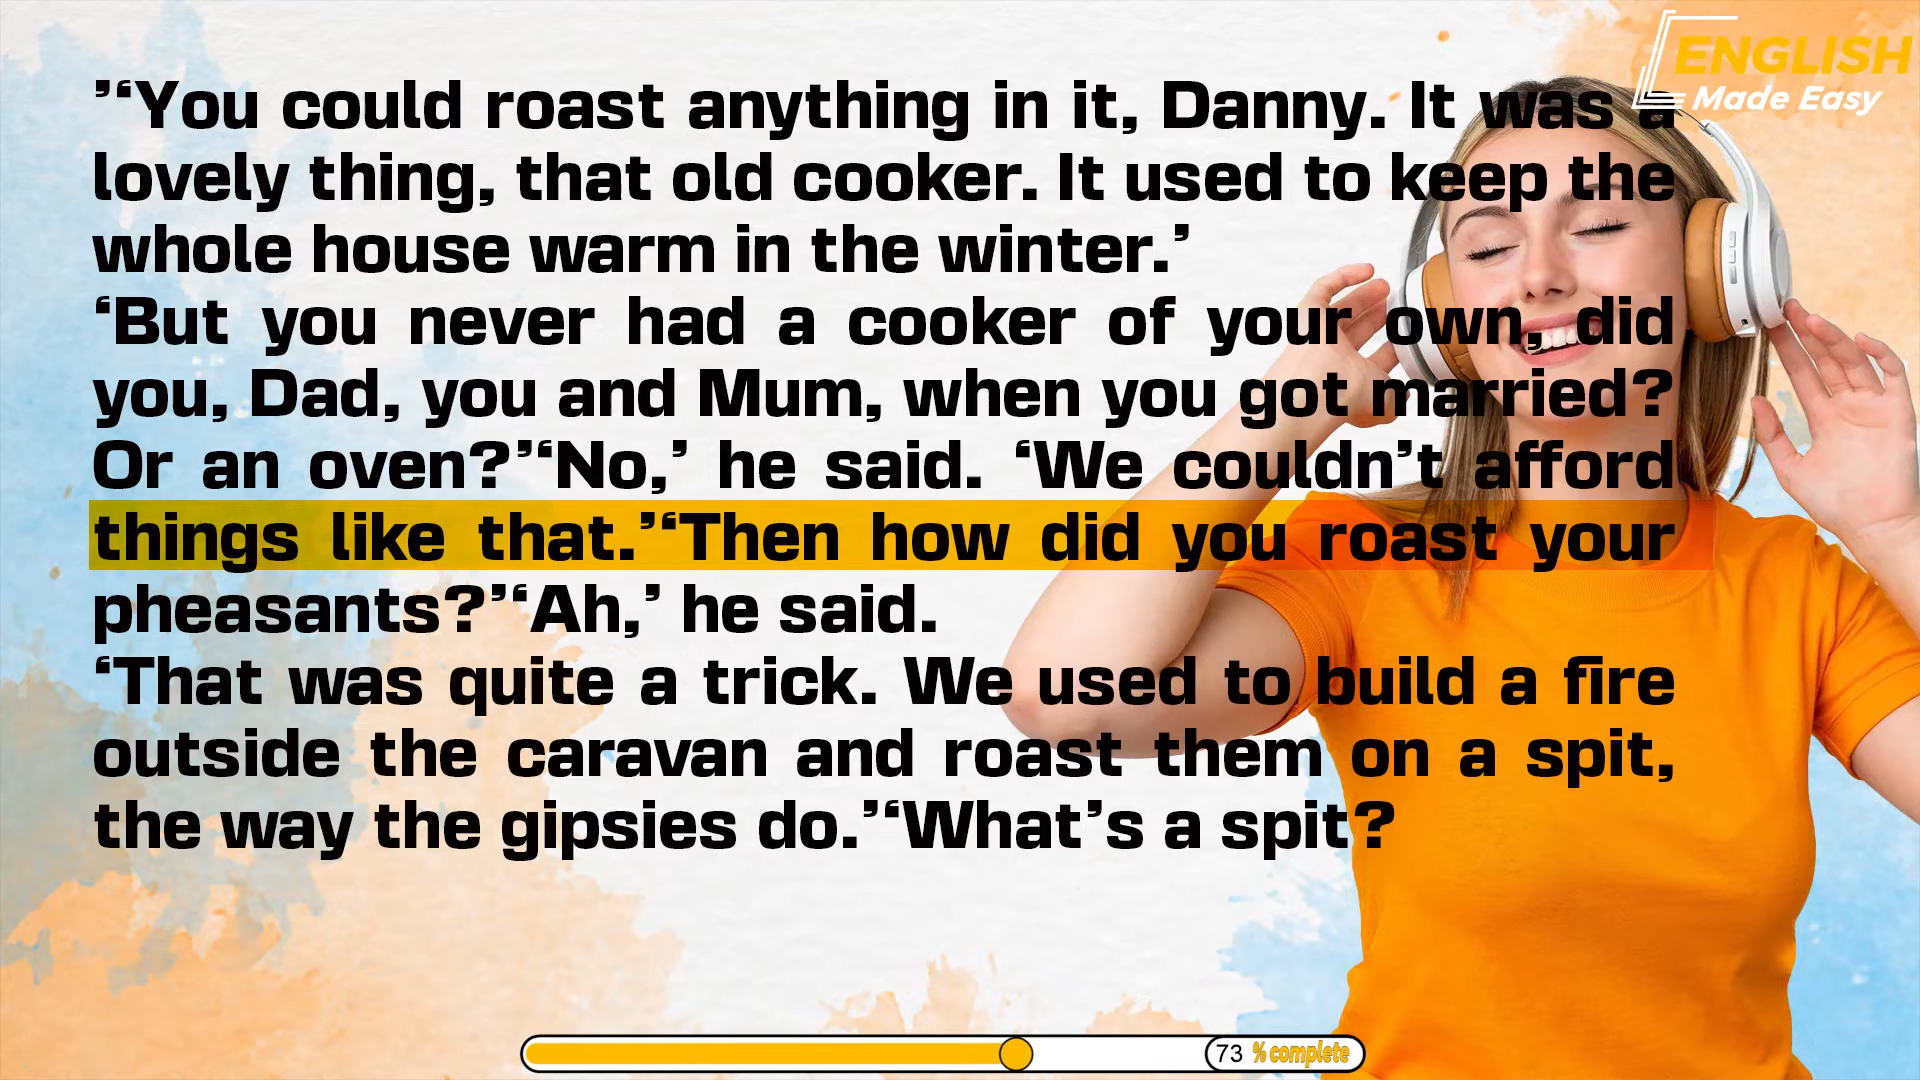 ’‘You could roast anything in it, Danny. It was a
lovely thing, that old cooker. It used to keep the
whole house warm in the winter.’
‘But you never had a cooker of your own, did
you, Dad, you and Mum, when you got married?
Or an oven?’‘No,’ he said. ‘We couldn’t afford
things like that.’‘Then how did you roast your
pheasants?’‘Ah,’ he said.
‘That was quite a trick. We used to build a fire
outside the caravan and roast them on a spit,
the way the gipsies do.’‘What’s a spit?
ENGLISH
Made Easy
73 % complete